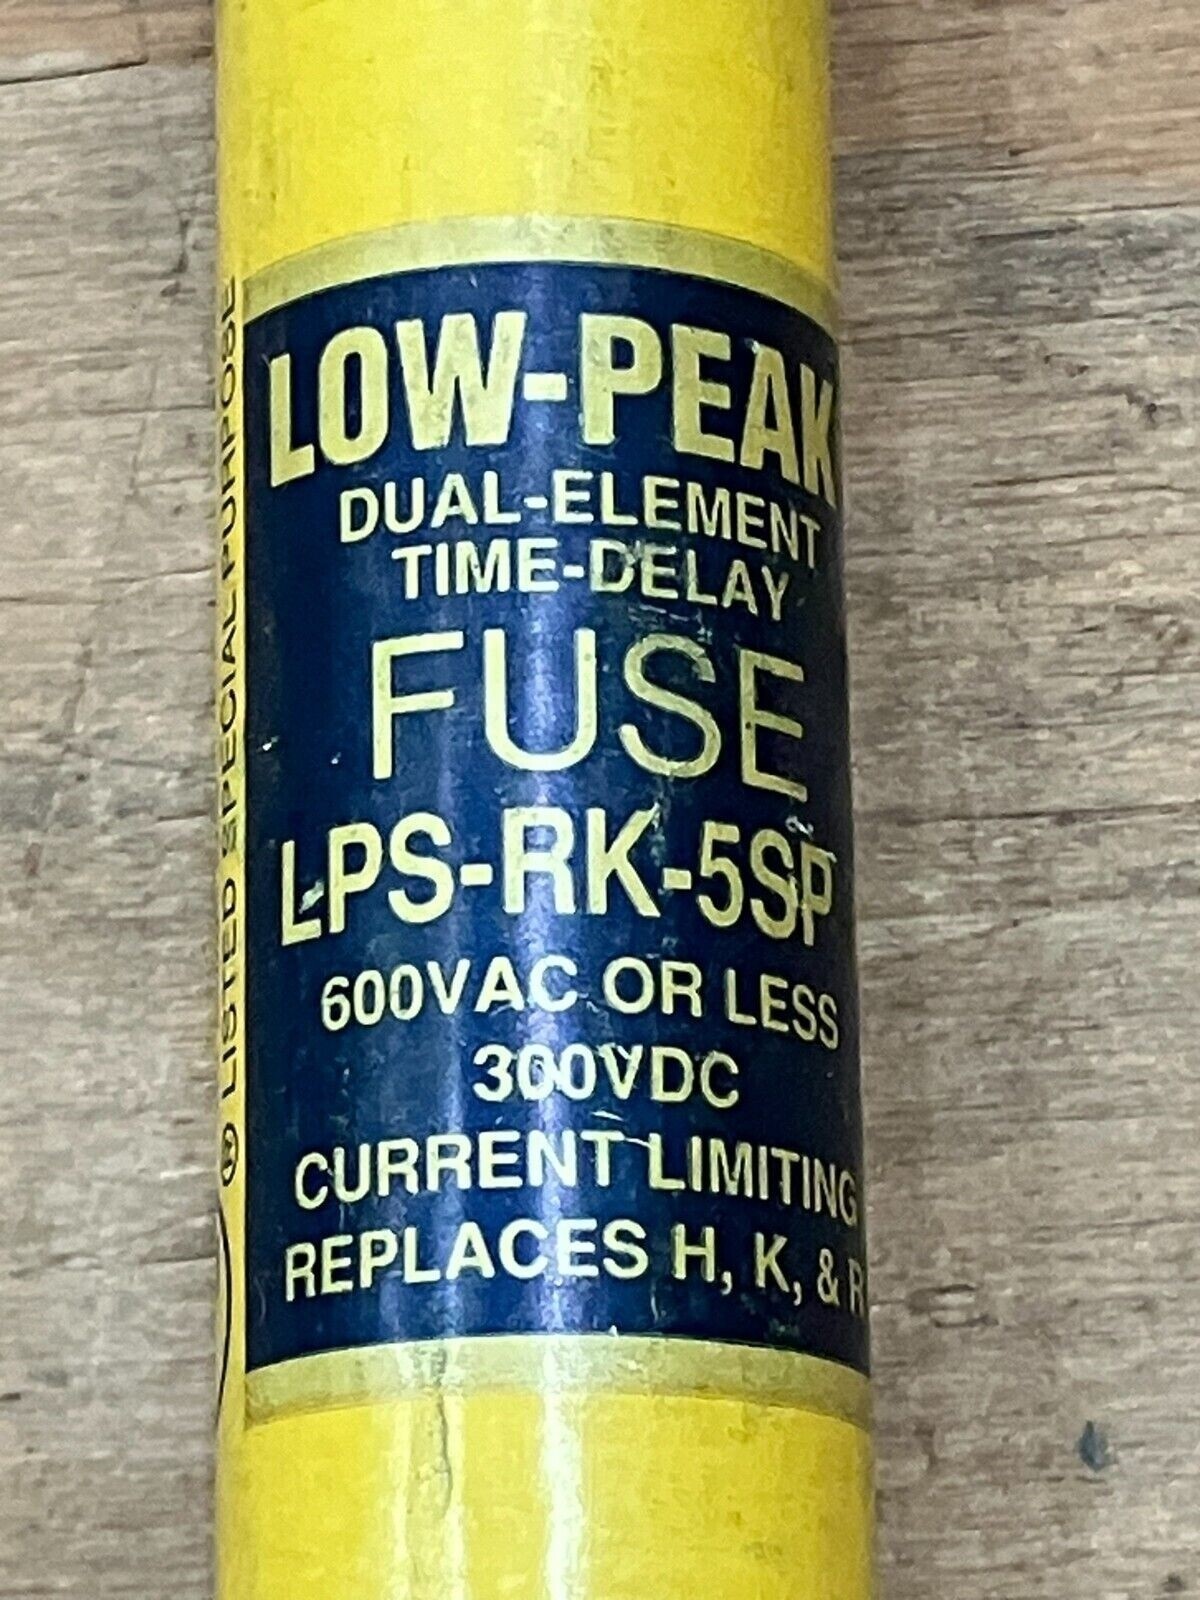 LOW-PEAK
DUAL-ELEMENT
TIME-DELAY
FUSE
LPS-RK-5SP
600VAC OR LESS
300VDC
CURRENT LIMITING
REPLACES H, K, & R
LISTED SPECIAL PURPOSE